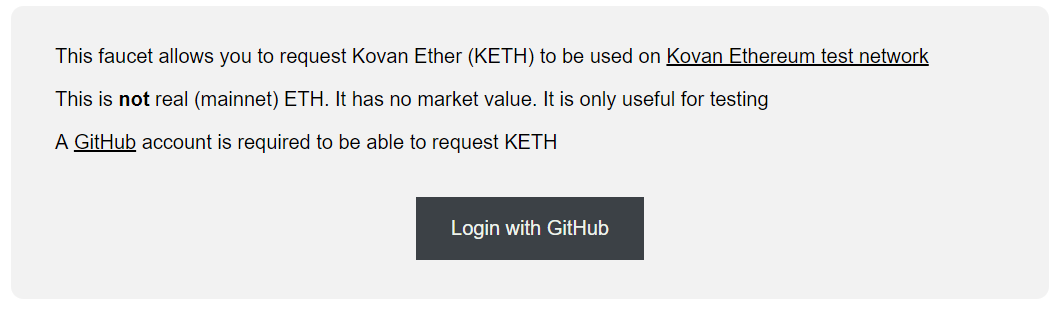 This faucet allows you to request Kovan Ether (KETH) to be used on Kovan Ethereum test network
This is not real (mainnet) ETH. It has no market value. It is only useful for testing
A GitHub account is required to be able to request KETH
Login with GitHub